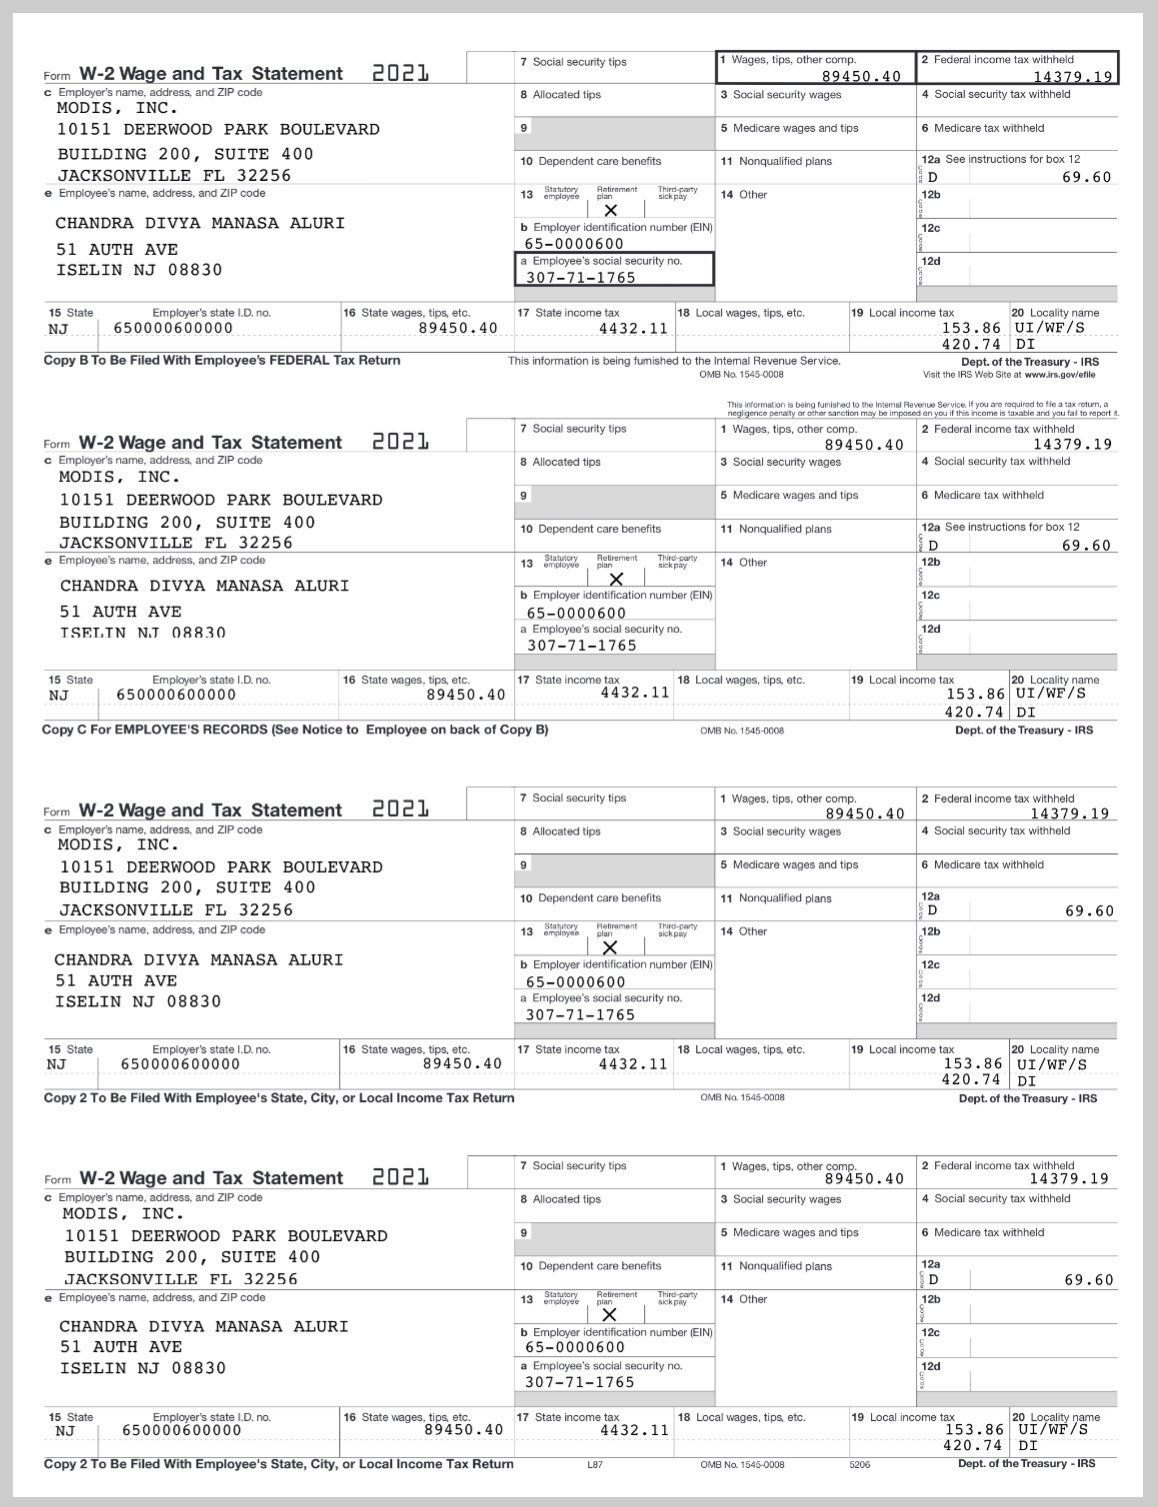 Form W-2 Wage and Tax Statement 2021
7 Social security tips
1 Wages, tips, other comp.
89450.40
2 Federal income tax withheld
14379.19
c Employer's name, address, and ZIP code
MODIS, INC.
10151 DEERWOOD PARK BOULEVARD
BUILDING 200, SUITE 400
JACKSONVILLE FL 32256
8 Allocated tips
3 Social security wages
4 Social security tax withheld
9
5 Medicare wages and tips
6 Medicare tax withheld
10 Dependent care benefits
11 Nonqualified plans
12a See instructions for box 12
D 69.60
e Employee's name, address, and ZIP code
CHANDRA DIVYA MANASA ALURI
51 AUTH AVE
ISELIN NJ 08830
13 Statutory employee Retirement plan Third-party sick pay
X
14 Other
12b
b Employer identification number (EIN)
65-0000600
12c
a Employee's social security no.
307-71-1765
12d
15 State Employer's state I.D. no.
16 State wages, tips, etc.
17 State income tax
18 Local wages, tips, etc.
19 Local income tax
20 Locality name
NJ 650000600000 89450.40 4432.11 153.86 UI/WF/S
420.74 DI
Copy B To Be Filed With Employee's FEDERAL Tax Return
This information is being furnished to the Internal Revenue Service.
OMB No. 1545-0008
Dept. of the Treasury - IRS
Visit the IRS Web Site at www.irs.gov/efile
This information is being furnished to the Internal Revenue Service. If you are required to file a tax return, a
negligence penalty or other sanction may be imposed on you if this income is taxable and you fail to report it.
Form W-2 Wage and Tax Statement 2021
7 Social security tips
1 Wages, tips, other comp.
89450.40
2 Federal income tax withheld
14379.19
c Employer's name, address, and ZIP code
MODIS, INC.
10151 DEERWOOD PARK BOULEVARD
BUILDING 200, SUITE 400
JACKSONVILLE FL 32256
8 Allocated tips
3 Social security wages
4 Social security tax withheld
9
5 Medicare wages and tips
6 Medicare tax withheld
10 Dependent care benefits
11 Nonqualified plans
12a See instructions for box 12
D 69.60
e Employee's name, address, and ZIP code
CHANDRA DIVYA MANASA ALURI
51 AUTH AVE
ISELIN NJ 08830
13 Statutory employee Retirement plan Third-party sick pay
X
14 Other
12b
b Employer identification number (EIN)
65-0000600
12c
a Employee's social security no.
307-71-1765
12d
15 State Employer's state I.D. no.
16 State wages, tips, etc.
17 State income tax
18 Local wages, tips, etc.
19 Local income tax
20 Locality name
NJ 650000600000 89450.40 4432.11 153.86 UI/WF/S
420.74 DI
Copy C For EMPLOYEE'S RECORDS (See Notice to Employee on back of Copy B)
OMB No. 1545-0008
Dept. of the Treasury - IRS
Form W-2 Wage and Tax Statement 2021
7 Social security tips
1 Wages, tips, other comp.
89450.40
2 Federal income tax withheld
14379.19
c Employer's name, address, and ZIP code
MODIS, INC.
10151 DEERWOOD PARK BOULEVARD
BUILDING 200, SUITE 400
JACKSONVILLE FL 32256
8 Allocated tips
3 Social security wages
4 Social security tax withheld
9
5 Medicare wages and tips
6 Medicare tax withheld
10 Dependent care benefits
11 Nonqualified plans
12a
D 69.60
e Employee's name, address, and ZIP code
CHANDRA DIVYA MANASA ALURI
51 AUTH AVE
ISELIN NJ 08830
13 Statutory employee Retirement plan Third-party sick pay
X
14 Other
12b
b Employer identification number (EIN)
65-0000600
12c
a Employee's social security no.
307-71-1765
12d
15 State Employer's state I.D. no.
16 State wages, tips, etc.
17 State income tax
18 Local wages, tips, etc.
19 Local income tax
20 Locality name
NJ 650000600000 89450.40 4432.11 153.86 UI/WF/S
420.74 DI
Copy 2 To Be Filed With Employee's State, City, or Local Income Tax Return
OMB No. 1545-0008
Dept. of the Treasury - IRS
Form W-2 Wage and Tax Statement 2021
7 Social security tips
1 Wages, tips, other comp.
89450.40
2 Federal income tax withheld
14379.19
c Employer's name, address, and ZIP code
MODIS, INC.
10151 DEERWOOD PARK BOULEVARD
BUILDING 200, SUITE 400
JACKSONVILLE FL 32256
8 Allocated tips
3 Social security wages
4 Social security tax withheld
9
5 Medicare wages and tips
6 Medicare tax withheld
10 Dependent care benefits
11 Nonqualified plans
12a
D 69.60
e Employee's name, address, and ZIP code
CHANDRA DIVYA MANASA ALURI
51 AUTH AVE
ISELIN NJ 08830
13 Statutory employee Retirement plan Third-party sick pay
X
14 Other
12b
b Employer identification number (EIN)
65-0000600
12c
a Employee's social security no.
307-71-1765
12d
15 State Employer's state I.D. no.
16 State wages, tips, etc.
17 State income tax
18 Local wages, tips, etc.
19 Local income tax
20 Locality name
NJ 650000600000 89450.40 4432.11 153.86 UI/WF/S
420.74 DI
Copy 2 To Be Filed With Employee's State, City, or Local Income Tax Return
L87
OMB No. 1545-0008
5206
Dept. of the Treasury - IRS